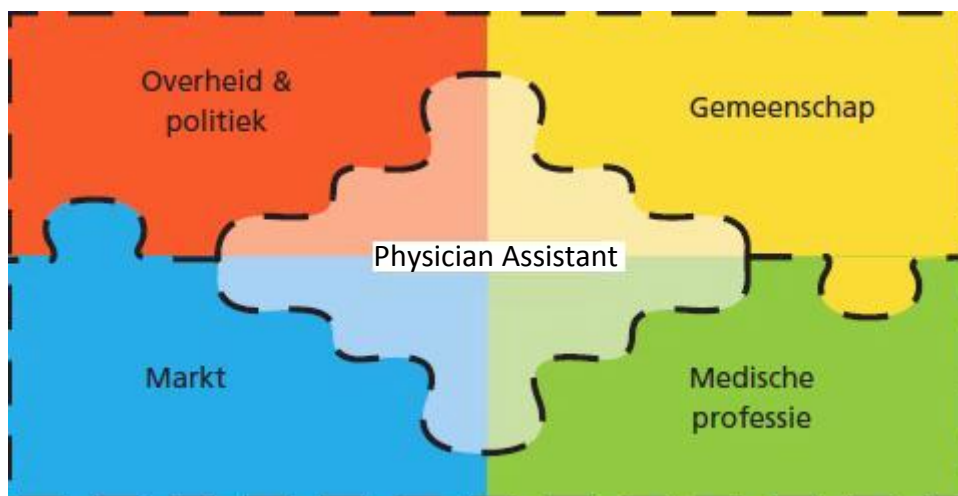 Overheid &
politiek
Gemeenschap
Physician Assistant
Markt
Medische
professie